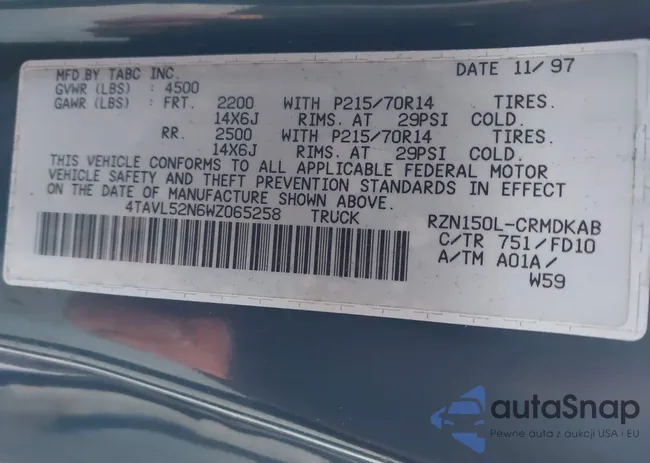 MFD BY TABC INC. DATE 11/97
GVWR (LBS) : 4500
GAWR (LBS) : FRT. 2200 WITH P215/70R14 TIRES.
14X6J RIMS. AT 29PSI COLD.
RR. 2500 WITH P215/70R14 TIRES.
14X6J RIMS. AT 29PSI COLD.
THIS VEHICLE CONFORMS TO ALL APPLICABLE FEDERAL MOTOR
VEHICLE SAFETY AND THEFT PREVENTION STANDARDS IN EFFECT
ON THE DATE OF MANUFACTURE SHOWN ABOVE.
4TAVL52N6WZ065258 TRUCK RZN150L-CRMDKAB
C/TR 751/FD10
A/TM A01A/
W59
autaSnap
Pewne auta z aukcji USA i EU